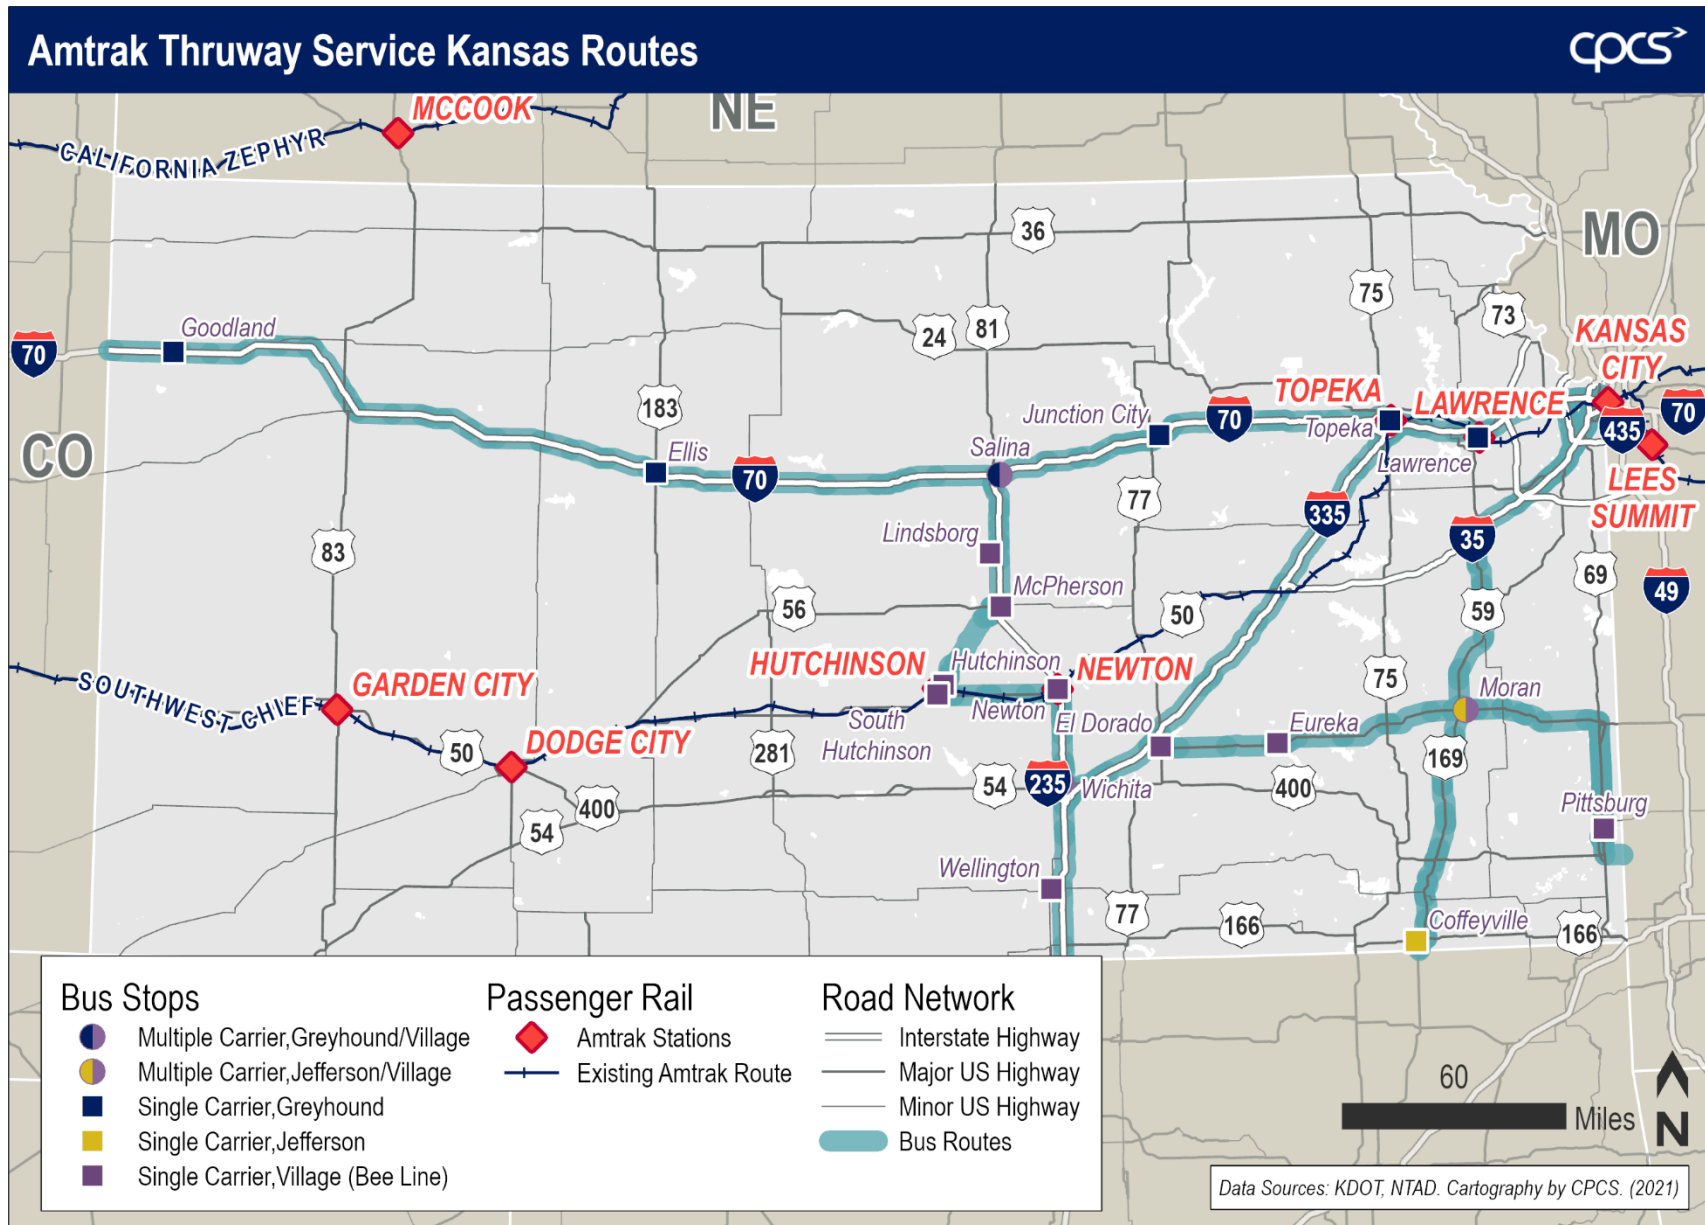 Amtrak Thruway Service Kansas Routes
cpcs
MCCOOK
NE
CALIFORNIA ZEPHYR
MO
36
75
73
Goodland
24
81
KANSAS
CITY
70
183
TOPEKA
LAWRENCE
Junction City
70
Topeka
435
70
CO
Salina
Ellis
70
Lawrence
LEES
SUMMIT
77
335
35
Lindsborg
83
McPherson
69
49
56
50
59
HUTCHINSON
Hutchinson
NEWTON
SOUTHWEST CHIEF
GARDEN CITY
75
Moran
South
Hutchinson
Newton
El Dorado
Eureka
50
DODGE CITY
281
169
54
235
Wichita
400
400
54
Pittsburg
Wellington
77
166
Coffeyville
166
Bus Stops
Multiple Carrier,Greyhound/Village
Multiple Carrier,Jefferson/Village
Single Carrier,Greyhound
Single Carrier,Jefferson
Single Carrier,Village (Bee Line)
Passenger Rail
Amtrak Stations
Existing Amtrak Route
Road Network
Interstate Highway
Major US Highway
Minor US Highway
Bus Routes
60
Miles
N
Data Sources: KDOT, NTAD. Cartography by CPCS. (2021)